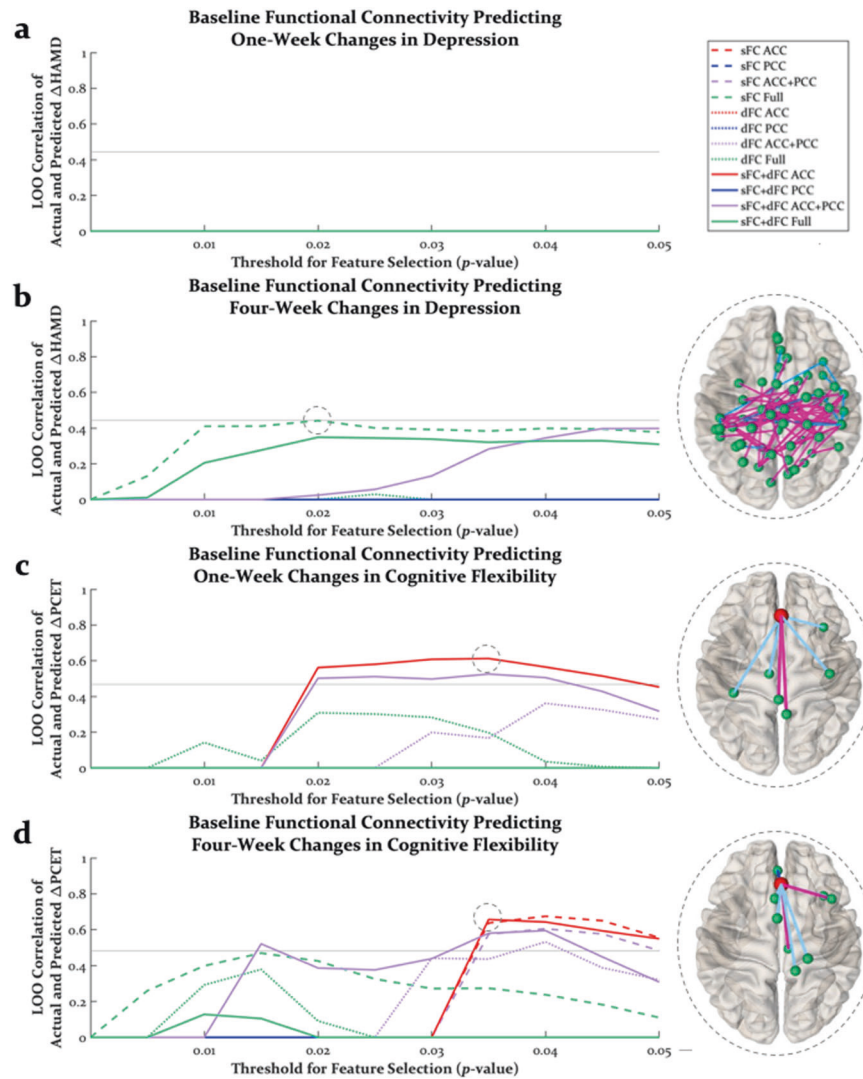 a
Baseline Functional Connectivity Predicting
One-Week Changes in Depression
LOO Correlation of
Actual and Predicted ΔHAMD
1
0.8
0.6
0.4
0.2
0
0.01
0.02
0.03
0.04
0.05
Threshold for Feature Selection (p-value)
sFC ACC
sFC PCC
sFC ACC+PCC
sFC Full
dFC ACC
dFC PCC
dFC ACC+PCC
dFC Full
sFC+dFC ACC
sFC+dFC PCC
sFC+dFC ACC+PCC
sFC+dFC Full
b
Baseline Functional Connectivity Predicting
Four-Week Changes in Depression
LOO Correlation of
Actual and Predicted ΔHAMD
1
0.8
0.6
0.4
0.2
0
0.01
0.02
0.03
0.04
0.05
Threshold for Feature Selection (p-value)
c
Baseline Functional Connectivity Predicting
One-Week Changes in Cognitive Flexibility
LOO Correlation of
Actual and Predicted ΔPCET
1
0.8
0.6
0.4
0.2
0
0.01
0.02
0.03
0.04
0.05
Threshold for Feature Selection (p-value)
d
Baseline Functional Connectivity Predicting
Four-Week Changes in Cognitive Flexibility
LOO Correlation of
Actual and Predicted ΔPCET
1
0.8
0.6
0.4
0.2
0
0.01
0.02
0.03
0.04
0.05
Threshold for Feature Selection (p-value)